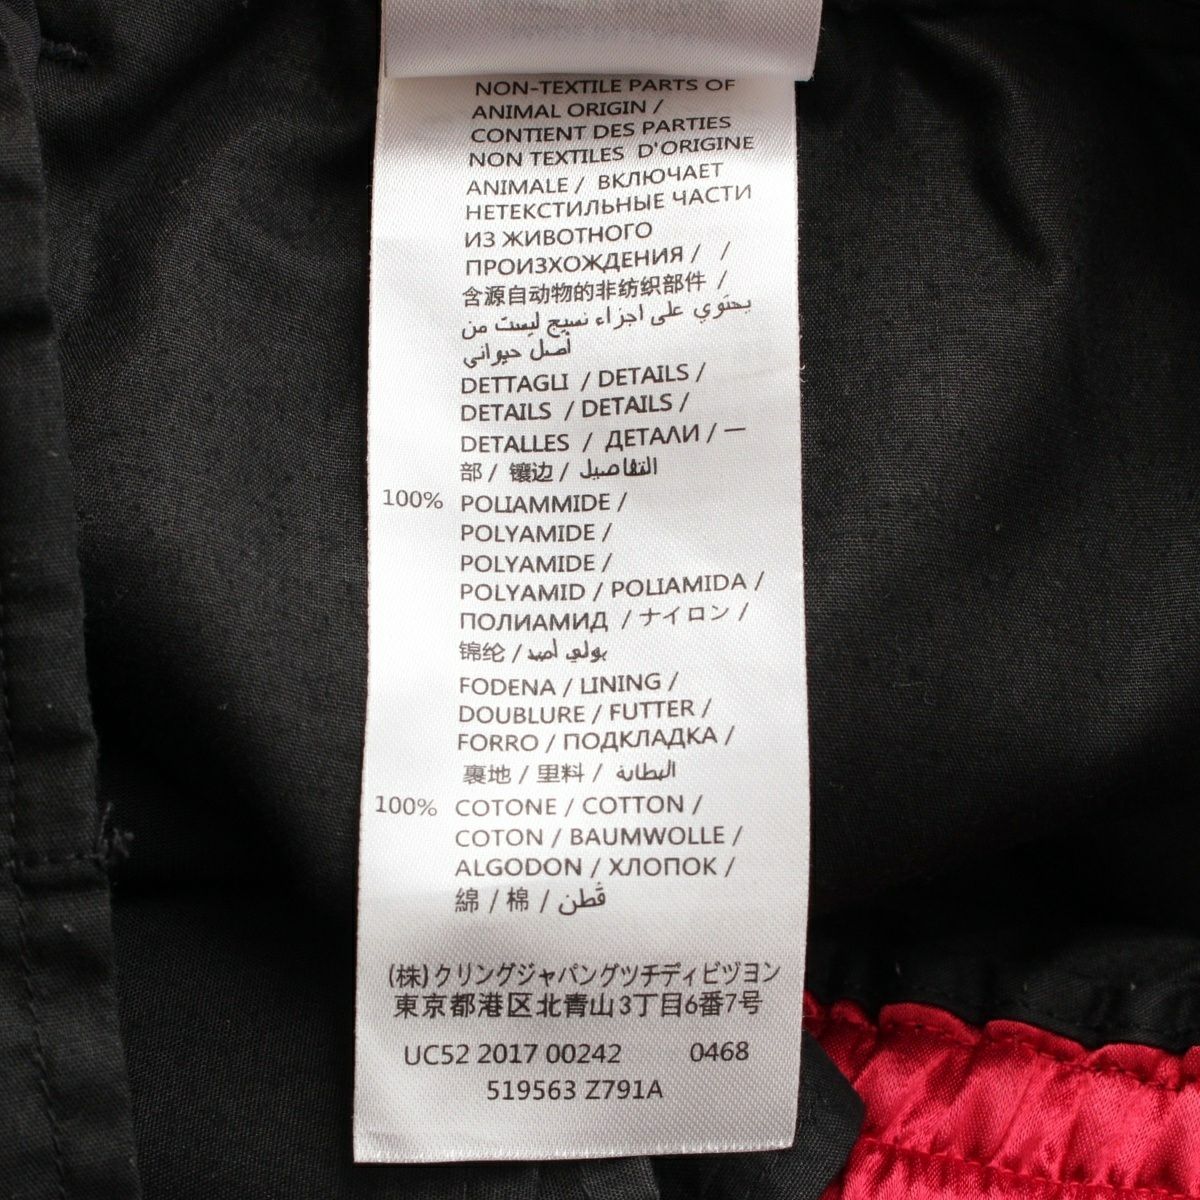 NON-TEXTILE PARTS OF
ANIMAL ORIGIN /
CONTIENT DES PARTIES
NON TEXTILES D'ORIGINE
ANIMALE / ВКЛЮЧАЕТ
НЕТЕКСТИЛЬНЫЕ ЧАСТИ
ИЗ ЖИВОТНОГО
ПРОИЗХОЖДЕНИЯ / /
含源自动物的非纺织部件 /
يحتوي على اجزاء نسيج ليست من
أصل حيواني
DETTAGLI / DETAILS /
DETAILS / DETAILS /
DETALLES / ДЕТАЛИ / 一
部 / 镶边 / التفاصيل
100% POLIAMMIDE /
POLYAMIDE /
POLYAMIDE /
POLYAMID / POLIAMIDA /
ПОЛИАМИД / ナイロン /
锦纶 / بولي أميد
FODENA / LINING /
DOUBLURE / FUTTER /
FORRO / ПОДКЛАДКА /
裏地 / 里料 / البطانة
100% COTONE / COTTON /
COTON / BAUMWOLLE /
ALGODON / ХЛОПОК /
綿 / 棉 / قطن
(株)クリングジャパングツチディビヅヨン
東京都港区北青山3丁目6番7号
UC52 2017 00242 0468
519563 Z791A